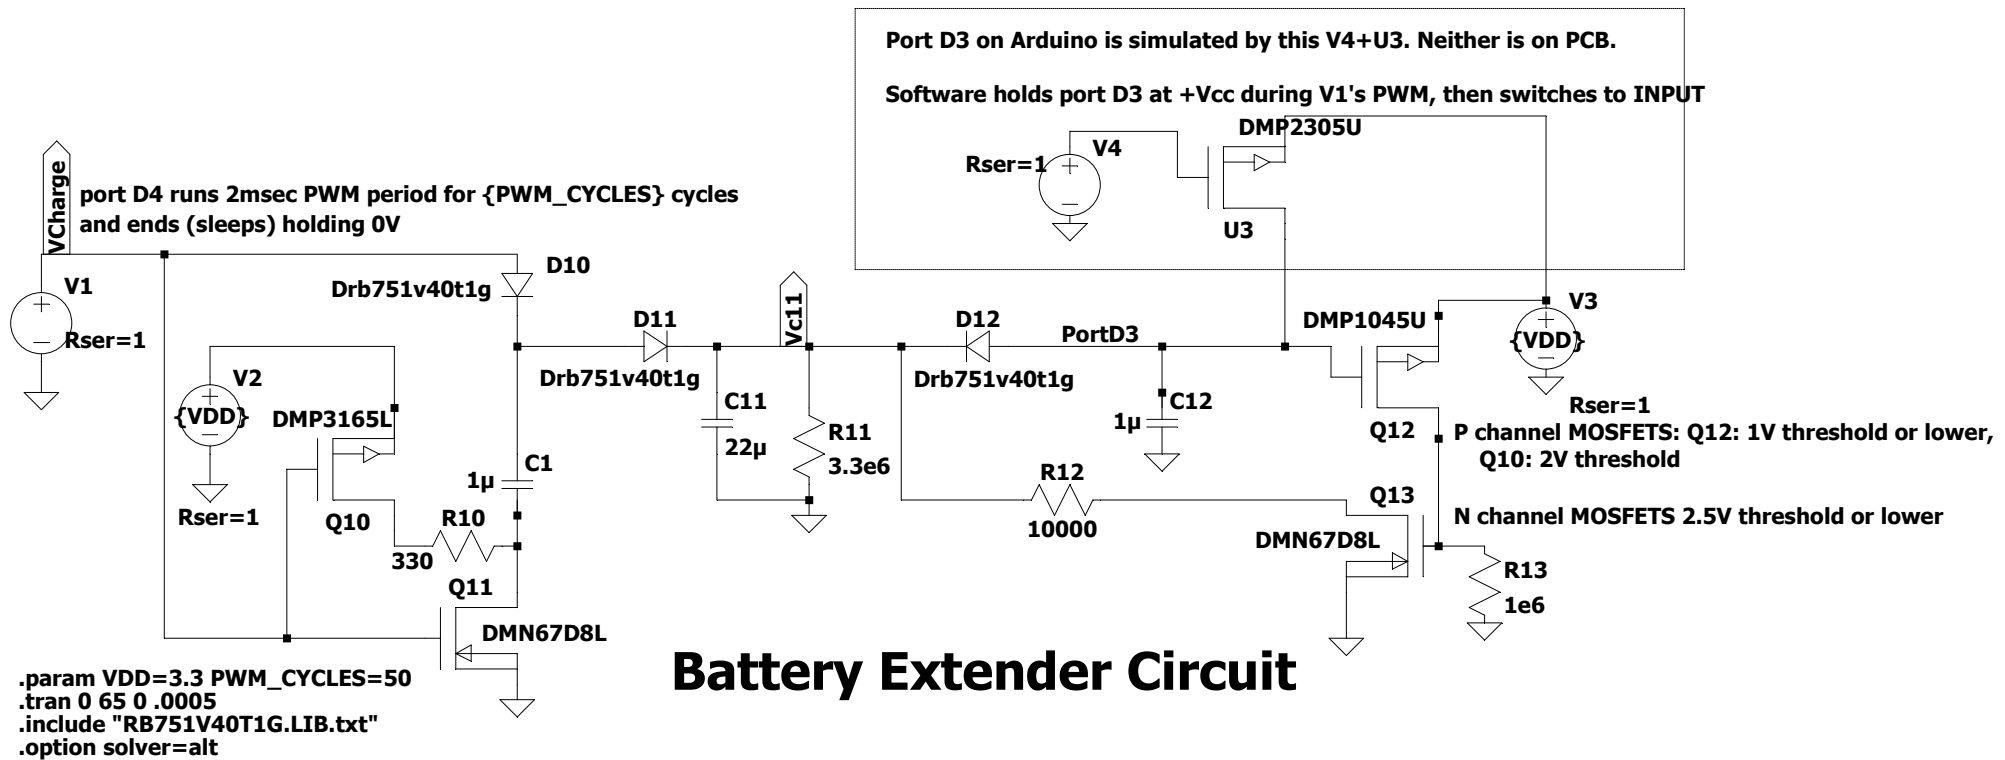 Port D3 on Arduino is simulated by this V4+U3. Neither is on PCB.
Software holds port D3 at +Vcc during V1's PWM, then switches to INPUT
DMP2305U
V4
Rser=1
U3
VCharge
port D4 runs 2msec PWM period for {PWM_CYCLES} cycles
and ends (sleeps) holding 0V
V1
Rser=1
D10
Drb751v40t1g
D11
Drb751v40t1g
Vc11
D12
Drb751v40t1g
PortD3
DMP1045U
V3
{VDD}
Rser=1
V2
{VDD}
Rser=1
DMP3165L
Q10
R10
330
C1
1µ
Q11
DMN67D8L
C11
22µ
R11
3.3e6
C12
1µ
R12
10000
Q12
P channel MOSFETS: Q12: 1V threshold or lower,
Q10: 2V threshold
Q13
N channel MOSFETS 2.5V threshold or lower
DMN67D8L
R13
1e6
Battery Extender Circuit
.param VDD=3.3 PWM_CYCLES=50
.tran 0 65 0 .0005
.include "RB751V40T1G.LIB.txt"
.option solver=alt